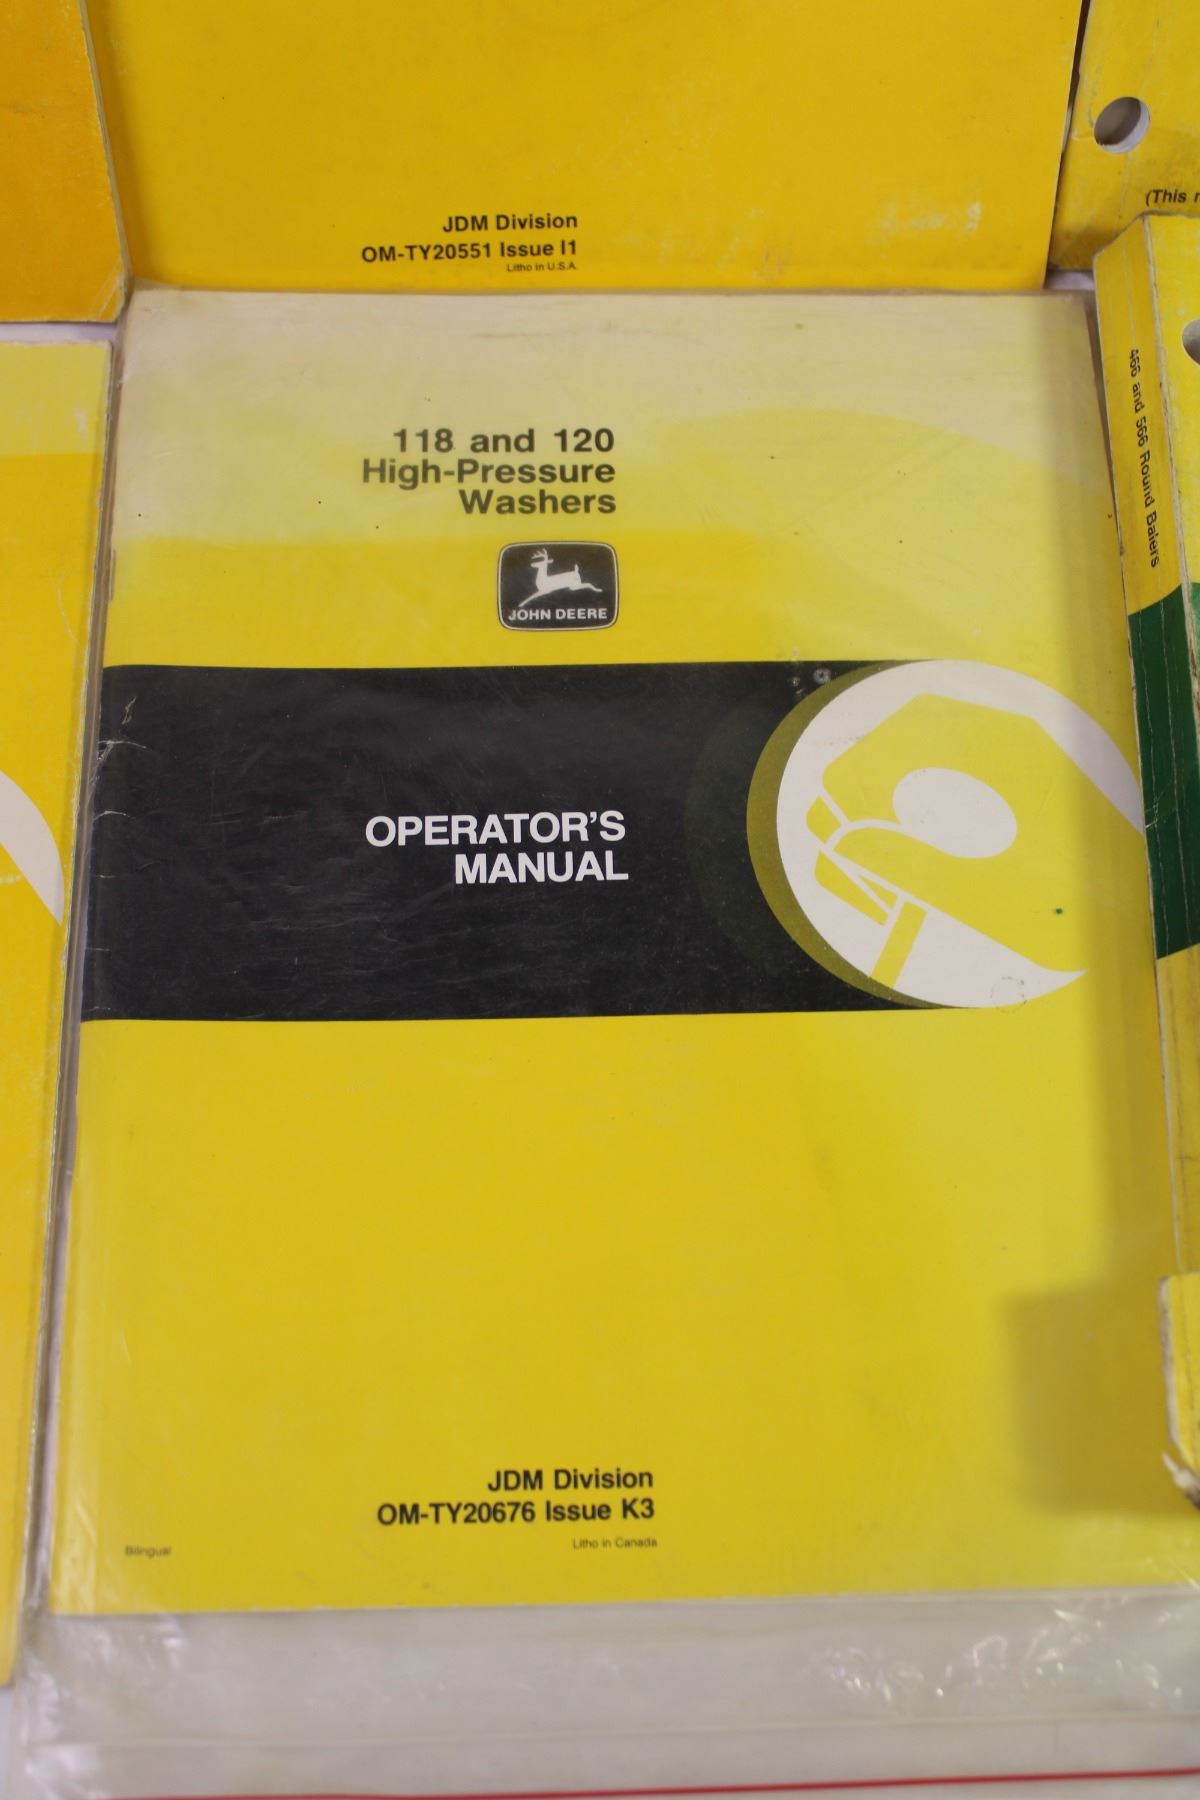 JDM Division
OM-TY20551 Issue I1
Litho in U.S.A.
(This
466 and 566 Round Balers
118 and 120
High-Pressure
Washers
JOHN DEERE
OPERATOR'S
MANUAL
JDM Division
OM-TY20676 Issue K3
Litho in Canada
Bilingual